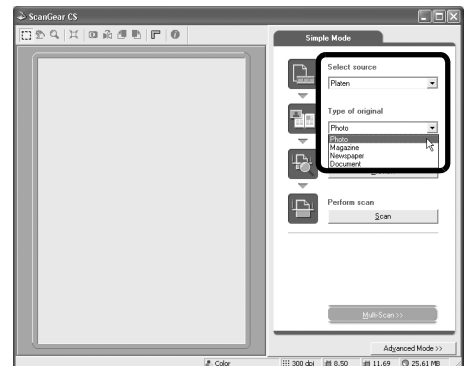 ScanGear CS
Simple Mode
Select source
Platen
Type of original
Photo
Photo
Magazine
Newspaper
Document
Perform scan
Scan
Multi-Scan >>
Advanced Mode >>
Color 300 dpi 8.50 11.69 25.61 MB